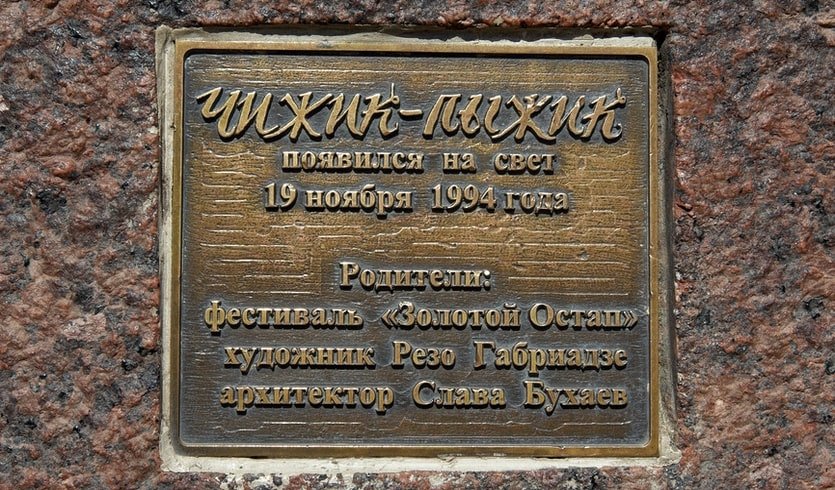 Чижик-Пыжик
появился на свет
19 ноября 1994 года
Родители:
фестиваль «Золотой Остап»
художник Резо Габриадзе
архитектор Слава Бухаев